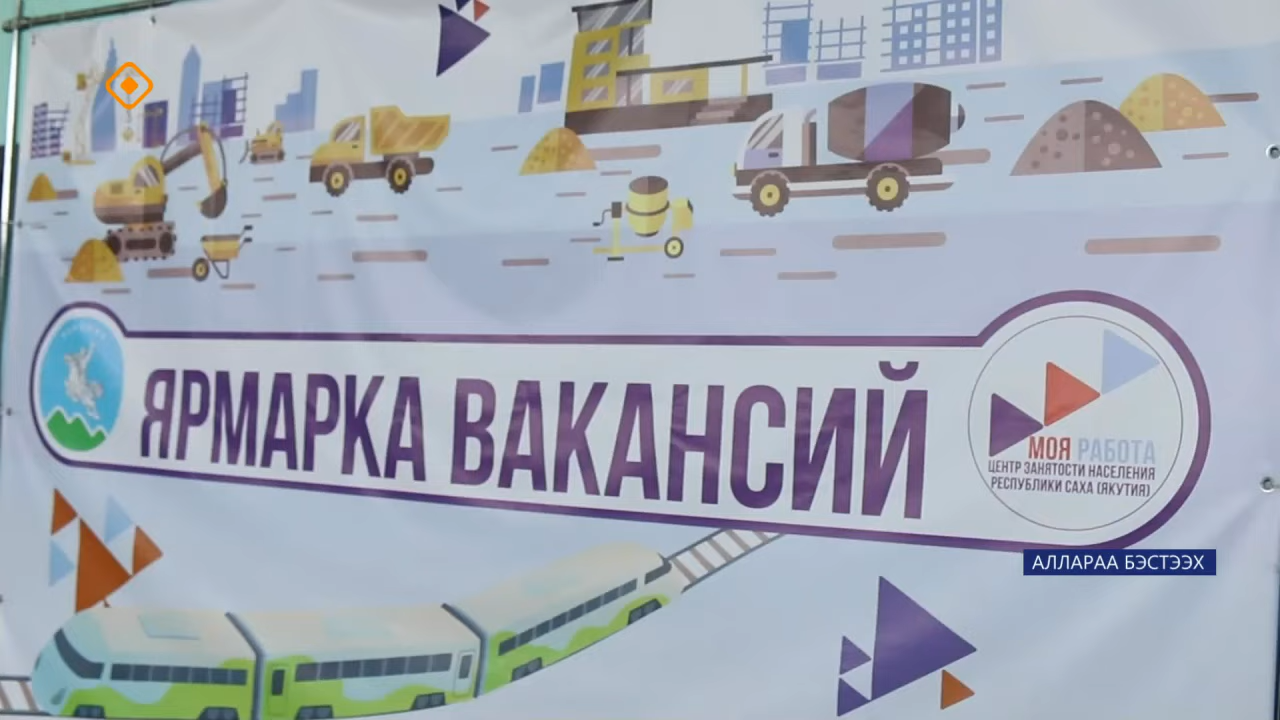 ЯРМАРКА ВАКАНСИЙ
МОЯ РАБОТА
ЦЕНТР ЗАНЯТОСТИ НАСЕЛЕНИЯ
РЕСПУБЛИКИ САХА (ЯКУТИЯ)
АЛЛАРАА БЭСТЭЭХ